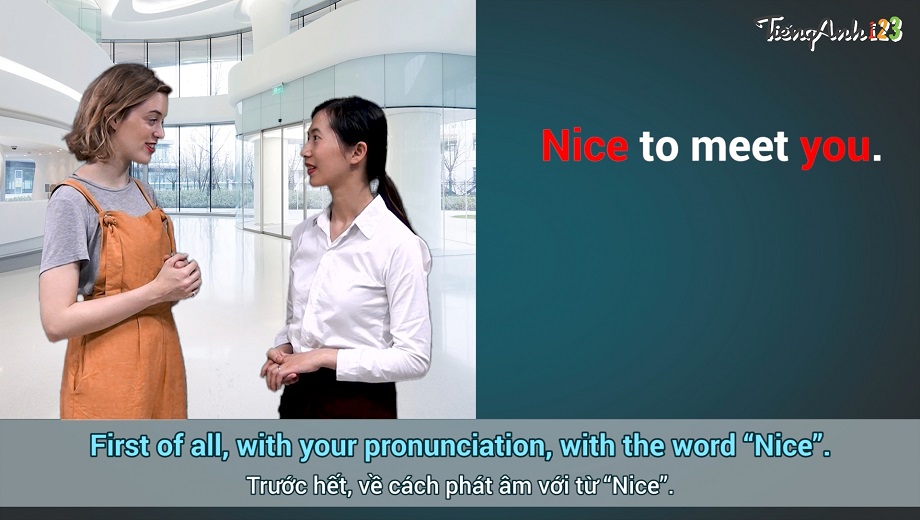 TiếngAnh123
Nice to meet you.
First of all, with your pronunciation, with the word “Nice”.
Trước hết, về cách phát âm với từ “Nice”.